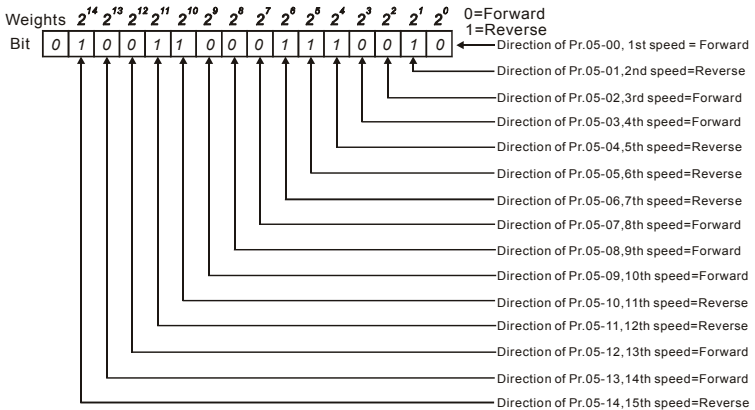 Weights 2^14 2^13 2^12 2^11 2^10 2^9 2^8 2^7 2^6 2^5 2^4 2^3 2^2 2^1 2^0 0=Forward
1=Reverse
Bit 0 1 0 0 1 1 0 0 0 1 1 1 0 0 1 0 Direction of Pr.05-00, 1st speed = Forward
Direction of Pr.05-01,2nd speed=Reverse
Direction of Pr.05-02,3rd speed=Forward
Direction of Pr.05-03,4th speed=Forward
Direction of Pr.05-04,5th speed=Reverse
Direction of Pr.05-05,6th speed=Reverse
Direction of Pr.05-06,7th speed=Reverse
Direction of Pr.05-07,8th speed=Forward
Direction of Pr.05-08,9th speed=Forward
Direction of Pr.05-09,10th speed=Forward
Direction of Pr.05-10,11th speed=Reverse
Direction of Pr.05-11,12th speed=Reverse
Direction of Pr.05-12,13th speed=Forward
Direction of Pr.05-13,14th speed=Forward
Direction of Pr.05-14,15th speed=Reverse